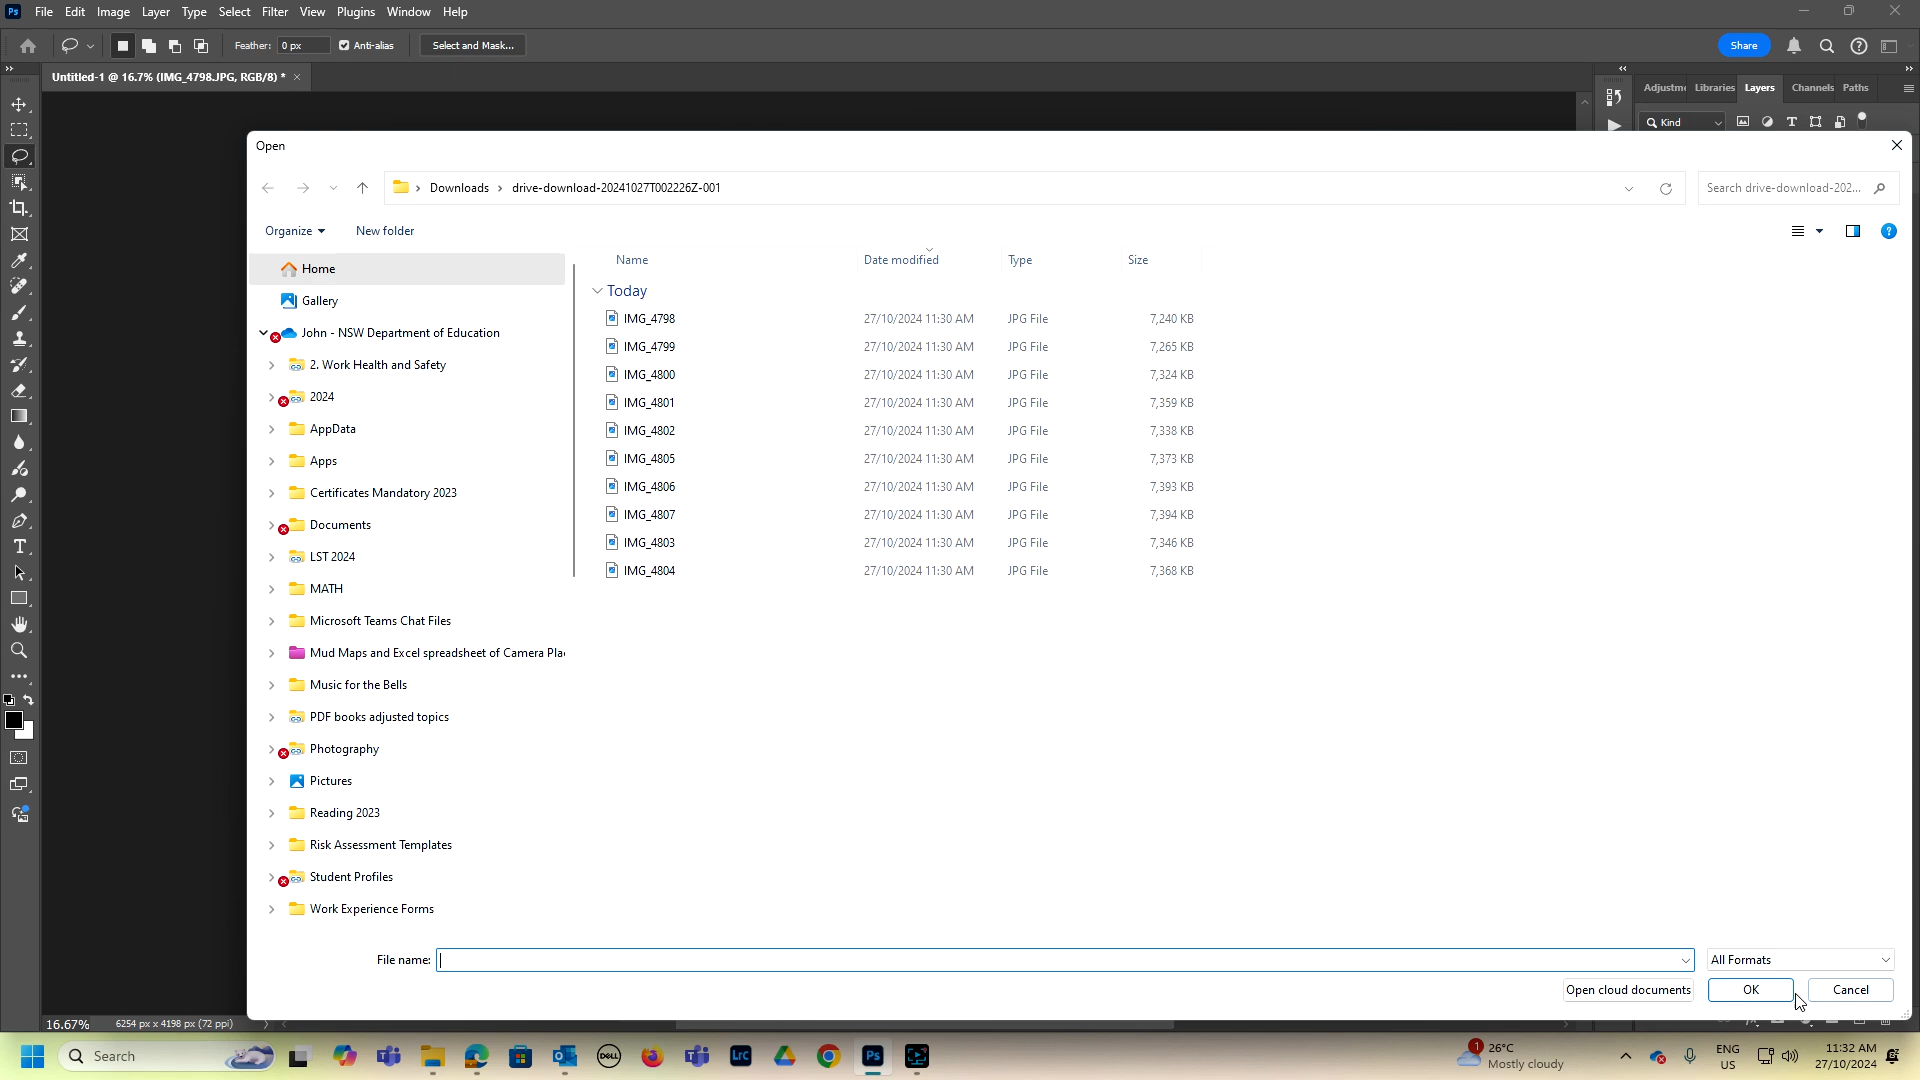 Ps File Edit Image Layer Type Select Filter View Plugins Window Help
Feather: 0 px Anti-alias Select and Mask... Share
Untitled-1 @ 16.7% (IMG_4798.JPG, RGB/8) *
Adjustme Libraries Layers Channels Paths
Kind
Open
Downloads drive-download-20241027T002226Z-001 Search drive-download-202...
Organize New folder
Name Date modified Type Size
Home
Today
Gallery
IMG_4798 27/10/2024 11:30 AM JPG File 7,240 KB
John - NSW Department of Education
IMG_4799 27/10/2024 11:30 AM JPG File 7,265 KB
2. Work Health and Safety
IMG_4800 27/10/2024 11:30 AM JPG File 7,324 KB
2024
IMG_4801 27/10/2024 11:30 AM JPG File 7,359 KB
AppData
IMG_4802 27/10/2024 11:30 AM JPG File 7,338 KB
Apps
IMG_4805 27/10/2024 11:30 AM JPG File 7,373 KB
Certificates Mandatory 2023
IMG_4806 27/10/2024 11:30 AM JPG File 7,393 KB
Documents
IMG_4807 27/10/2024 11:30 AM JPG File 7,394 KB
LST 2024
IMG_4803 27/10/2024 11:30 AM JPG File 7,346 KB
MATH
IMG_4804 27/10/2024 11:30 AM JPG File 7,368 KB
Microsoft Teams Chat Files
Mud Maps and Excel spreadsheet of Camera Pla
Music for the Bells
PDF books adjusted topics
Photography
Pictures
Reading 2023
Risk Assessment Templates
Student Profiles
Work Experience Forms
File name: All Formats
Open cloud documents OK Cancel
16.67% 6254 px x 4198 px (72 ppi)
Search DELL LrC Ps 1 26°C ENG 11:32 AM
Mostly cloudy US 27/10/2024